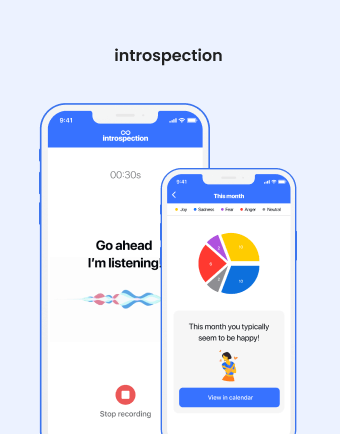 introspection
9:41
introspection
00:30s
Go ahead
I'm listening!
Stop recording
9:41
This month
Joy
Sadness
Fear
Anger
Neutral
This month you typically
seem to be happy!
View in calendar